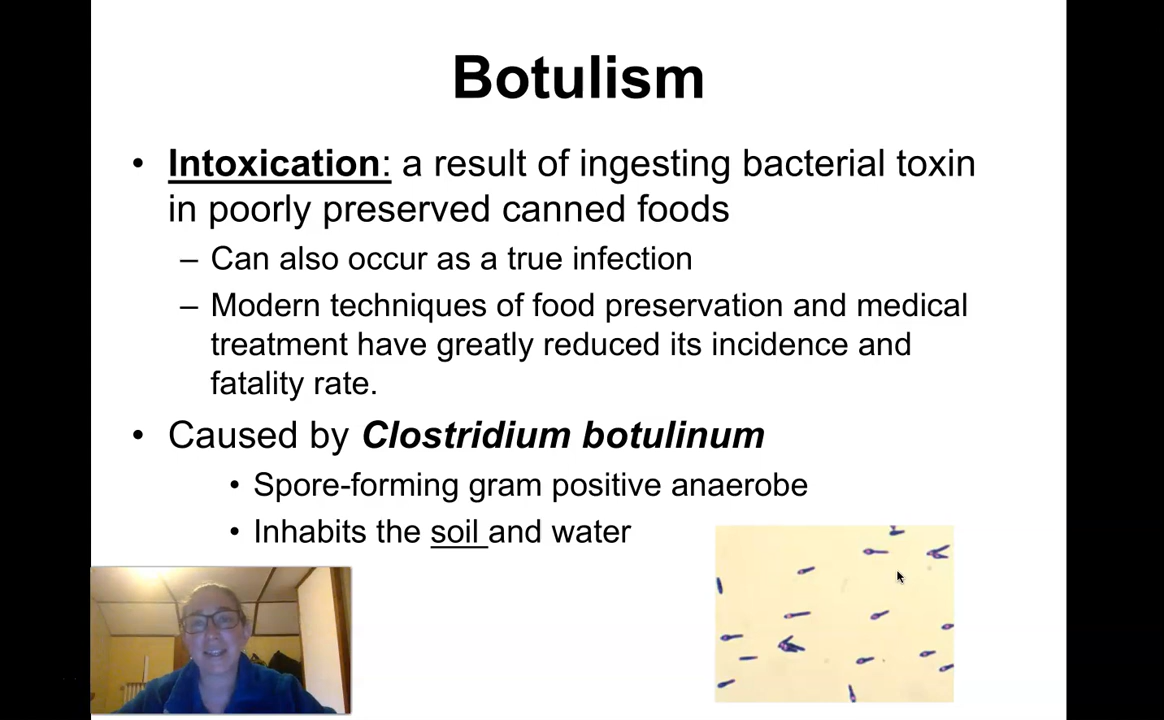 Botulism
• Intoxication: a result of ingesting bacterial toxin
in poorly preserved canned foods
– Can also occur as a true infection
– Modern techniques of food preservation and medical
treatment have greatly reduced its incidence and
fatality rate.
• Caused by Clostridium botulinum
• Spore-forming gram positive anaerobe
• Inhabits the soil and water